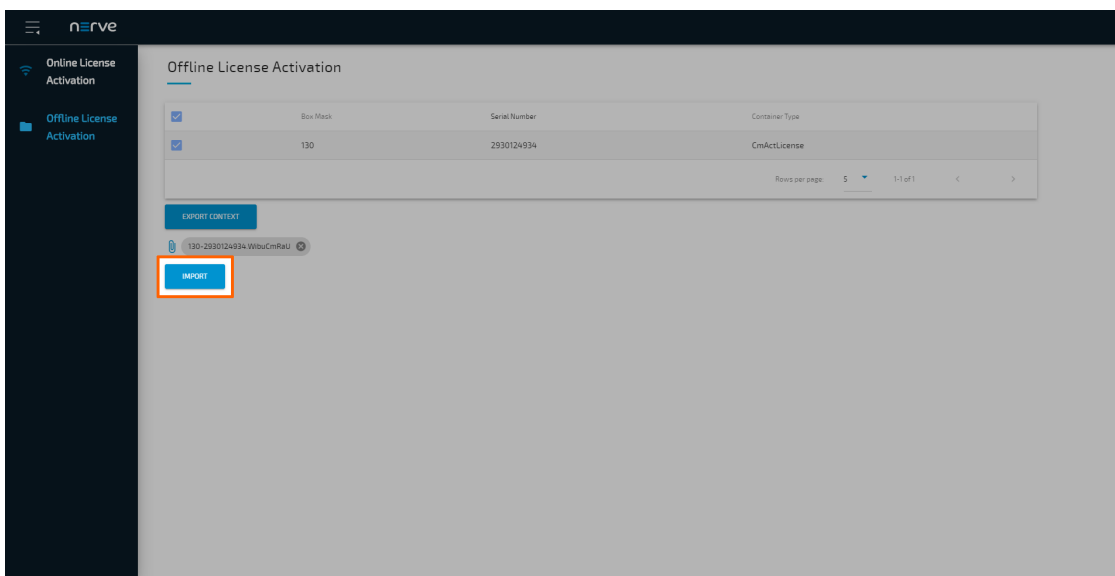 nerve
Online License
Activation
Offline License
Activation
Offline License Activation
Box Mask Serial Number Container Type
130 2930124934 CmActLicense
Rows per page: 5 1-1 of 1
EXPORT CONTEXT
130-2930124934.WibuCmRaU
IMPORT